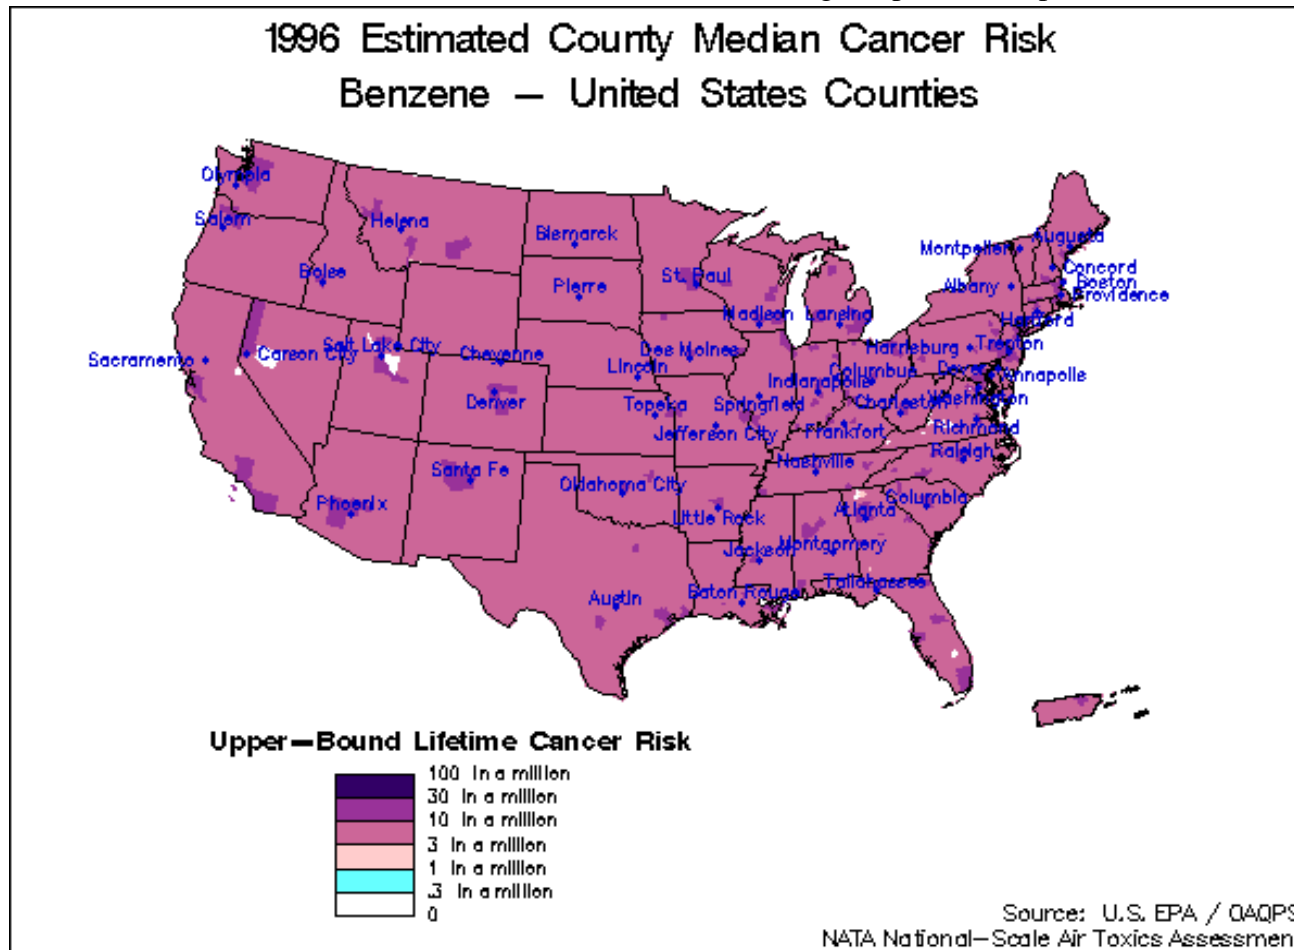 1996 Estimated County Median Cancer Risk
Benzene — United States Counties
Olympia
Salem
Helena
Bismarck
Boise
Pierre
St. Paul
Montpelier
Augusta
Concord
Albany
Boston
Providence
Hartford
Madison
Lansing
Sacramento
Carson City
Salt Lake City
Cheyenne
Des Moines
Lincoln
Harrisburg
Trenton
Columbus
Dover
Annapolis
Indianapolis
Denver
Topeka
Springfield
Charleston
Washington
Jefferson City
Frankfort
Richmond
Nashville
Raleigh
Santa Fe
Oklahoma City
Phoenix
Little Rock
Atlanta
Columbia
Jackson
Montgomery
Tallahassee
Austin
Baton Rouge
Upper—Bound Lifetime Cancer Risk
100 in a million
30 in a million
10 in a million
3 in a million
1 in a million
.3 in a million
0
Source: U.S. EPA / OAQPS
NATA National—Scale Air Toxics Assessmen